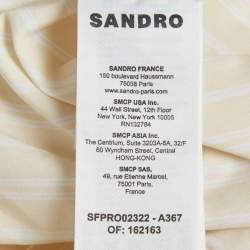 SANDRO
SANDRO FRANCE
150 boulevard Haussmann
75008 Paris
www.sandro-paris.com
SMCP USA Inc.
44 Wall Street, 12th Floor
New York, New York 10005
RN132794
SMCP ASIA Inc.
The Centrium, Suite 3203A-5A, 32/F
60 Wyndham Street, Central
HONG-KONG
SMCP SAS,
49, rue Etienne Marcel
75001 Paris.
France
SFPRO02322 - A367
OF: 162163